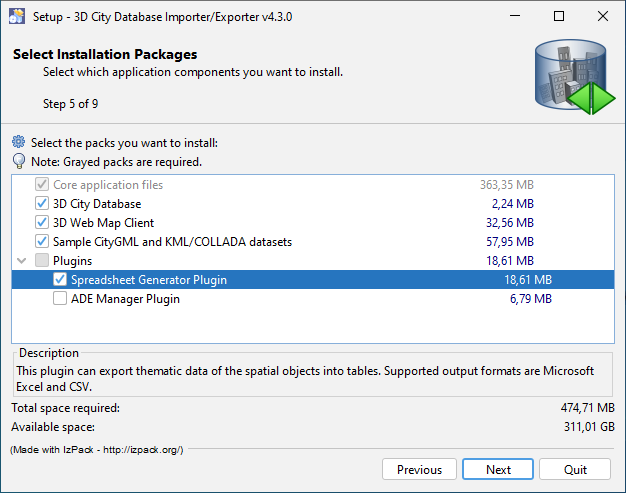 Setup - 3D City Database Importer/Exporter v4.3.0
Select Installation Packages
Select which application components you want to install.
Step 5 of 9
Select the packs you want to install:
Note: Grayed packs are required.
Core application files 363,35 MB
3D City Database 2,24 MB
3D Web Map Client 32,56 MB
Sample CityGML and KML/COLLADA datasets 57,95 MB
Plugins 18,61 MB
Spreadsheet Generator Plugin 18,61 MB
ADE Manager Plugin 6,79 MB
Description
This plugin can export thematic data of the spatial objects into tables. Supported output formats are Microsoft
Excel and CSV.
Total space required: 474,71 MB
Available space: 311,01 GB
(Made with IzPack - http://izpack.org/)
Previous Next Quit